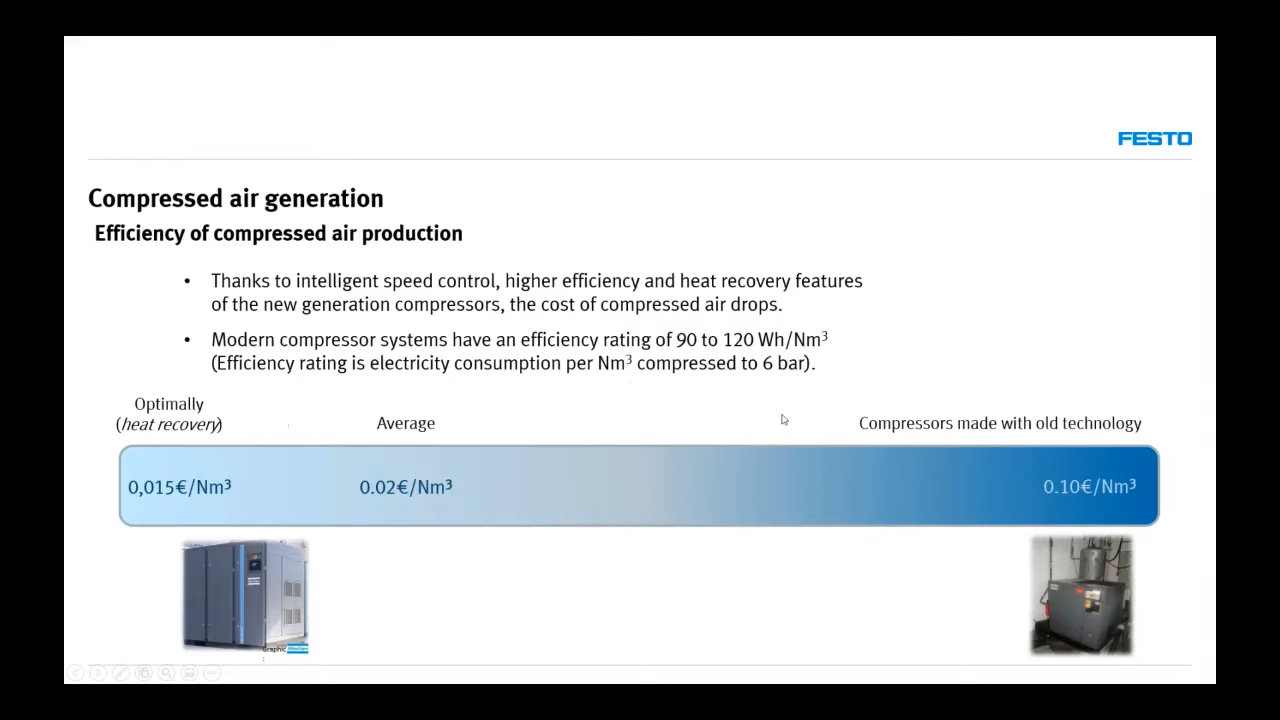 FESTO
Compressed air generation
Efficiency of compressed air production
• Thanks to intelligent speed control, higher efficiency and heat recovery features
of the new generation compressors, the cost of compressed air drops.
• Modern compressor systems have an efficiency rating of 90 to 120 Wh/Nm³
(Efficiency rating is electricity consumption per Nm³ compressed to 6 bar).
Optimally
(heat recovery)
Average
Compressors made with old technology
0,015€/Nm³
0.02€/Nm³
0.10€/Nm³
Graphic
: